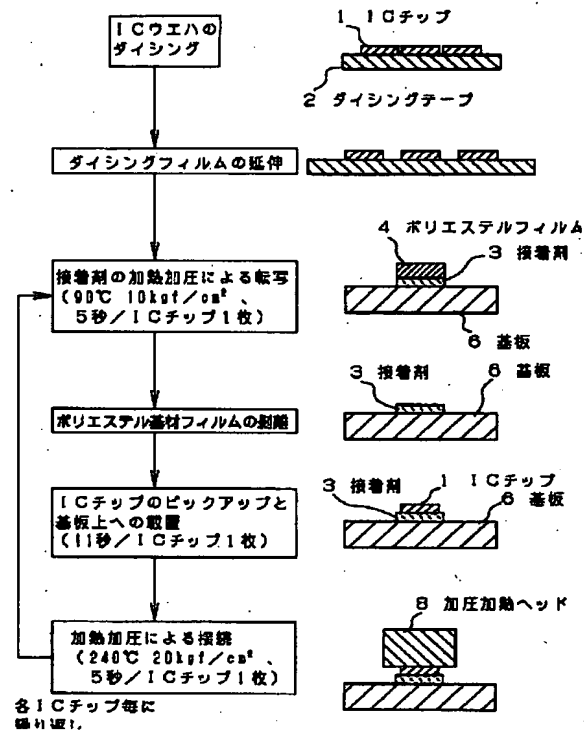 ICウエハの
ダイシング
1 ICチップ
2 ダイシングテープ
ダイシングフィルムの延伸
4 ポリエステルフィルム
3 接着剤
接着剤の加熱加圧による転写
(90℃ 10kgf/cm²、
5秒/ICチップ1枚)
6 基板
3 接着剤
6 基板
ポリエステル基材フィルムの剥離
3 接着剤
1 ICチップ
6 基板
ICチップのピックアップと
基板上への載置
(11秒/ICチップ1枚)
8 加圧加熱ヘッド
加熱加圧による接続
(240℃ 20kgf/cm²、
5秒/ICチップ1枚)
各ICチップ毎に
繰り返し